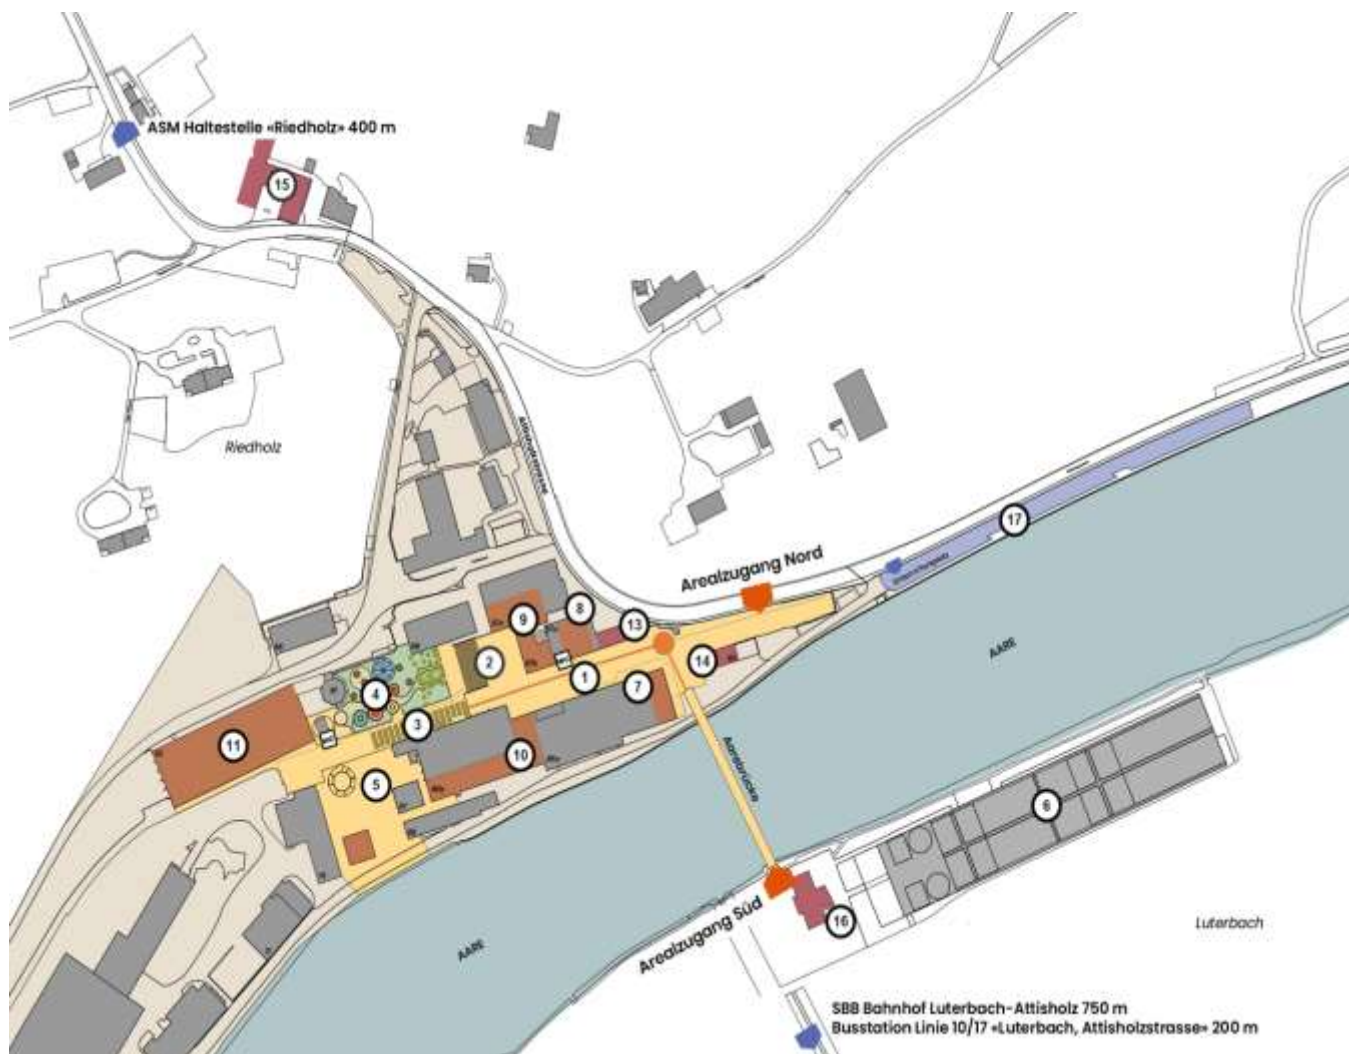 ASM Haltestelle «Riedholz» 400 m
15
Riedholz
Attisholzstrasse
17
Arealzugang Nord
9
8
13
2
14
1
7
4
3
11
10
5
AARE
Aarebrücke
6
16
Arealzugang Süd
Luterbach
AARE
SBB Bahnhof Luterbach-Attisholz 750 m
Busstation Linie 10/17 «Luterbach, Attisholzstrasse» 200 m